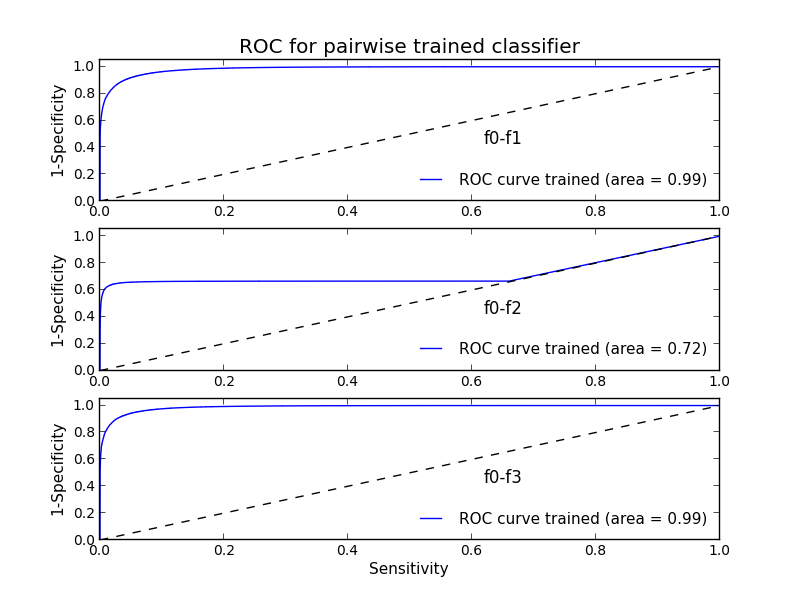 ROC for pairwise trained classifier
1.0
0.8
0.6
0.4
0.2
0.0
1-Specificity
f0-f1
ROC curve trained (area = 0.99)
0.0 0.2 0.4 0.6 0.8 1.0
1.0
0.8
0.6
0.4
0.2
0.0
1-Specificity
f0-f2
ROC curve trained (area = 0.72)
0.0 0.2 0.4 0.6 0.8 1.0
1.0
0.8
0.6
0.4
0.2
0.0
1-Specificity
f0-f3
ROC curve trained (area = 0.99)
0.0 0.2 0.4 0.6 0.8 1.0
Sensitivity